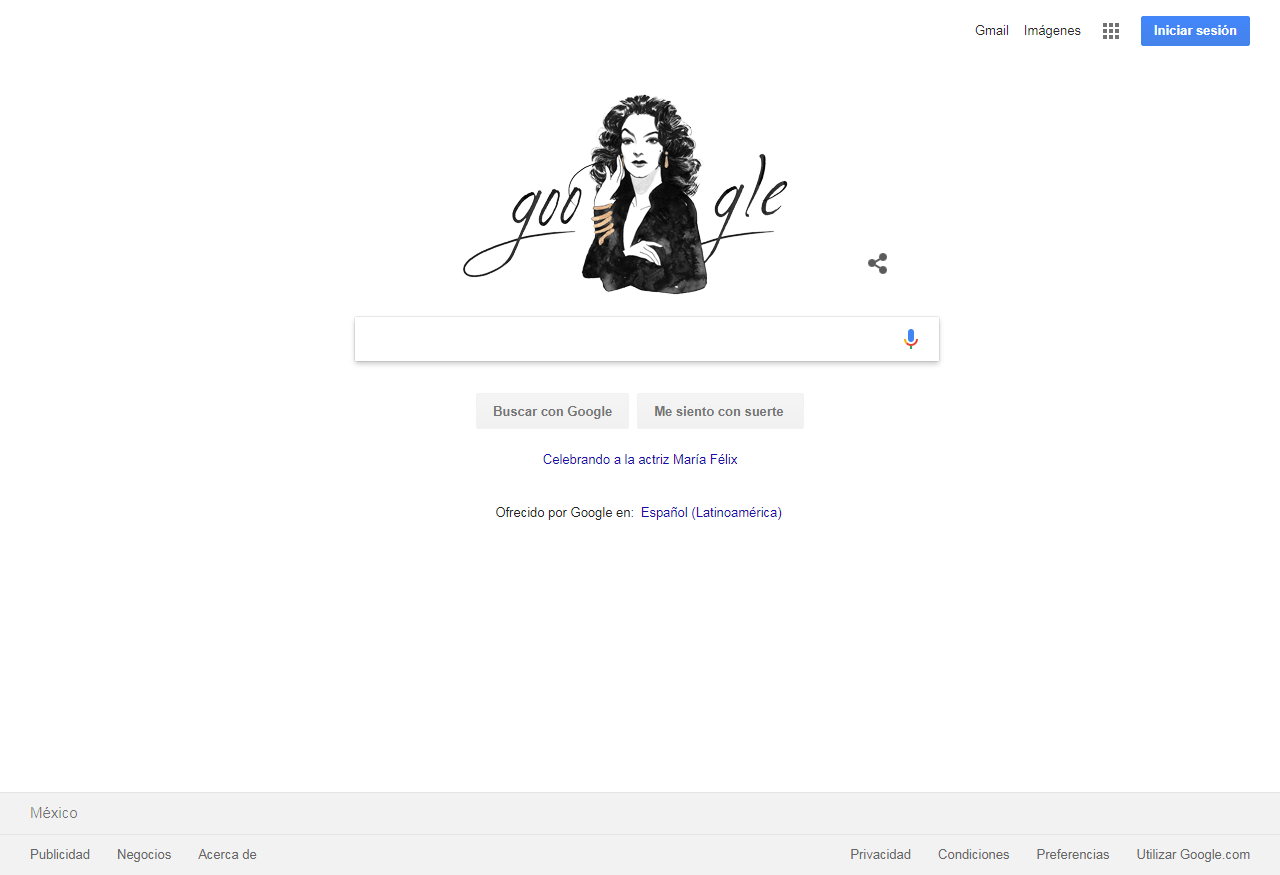 Gmail Imágenes Iniciar sesión
goo gle
Buscar con Google Me siento con suerte
Celebrando a la actriz María Félix
Ofrecido por Google en: Español (Latinoamérica)
México
Publicidad Negocios Acerca de Privacidad Condiciones Preferencias Utilizar Google.com